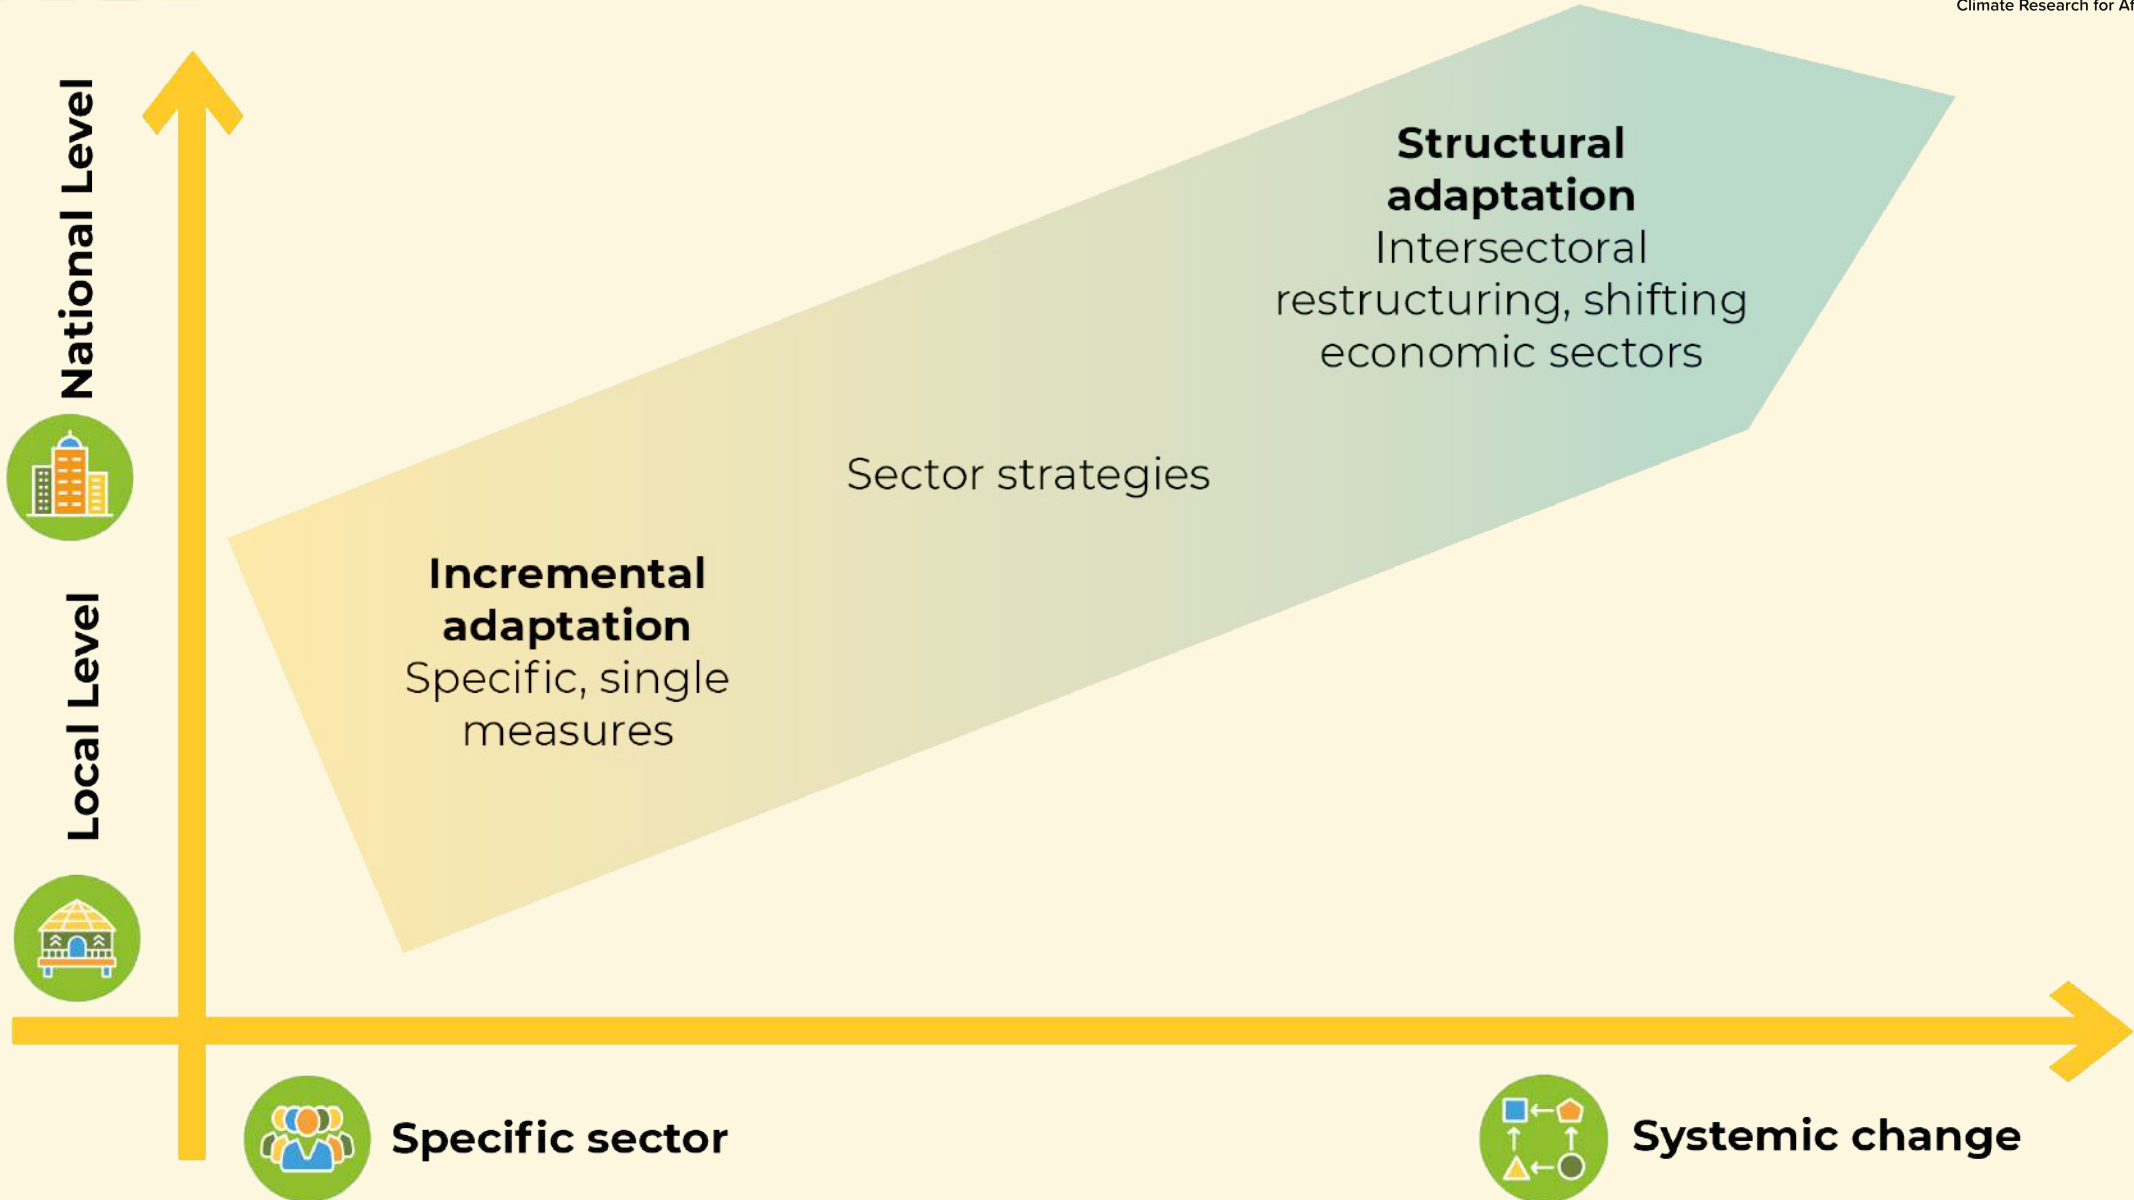 Climate Research for
National Level
Structural
adaptation
Intersectoral
restructuring, shifting
economic sectors
Sector strategies
Incremental
adaptation
Specific, single
measures
Local Level
Specific sector
Systemic change